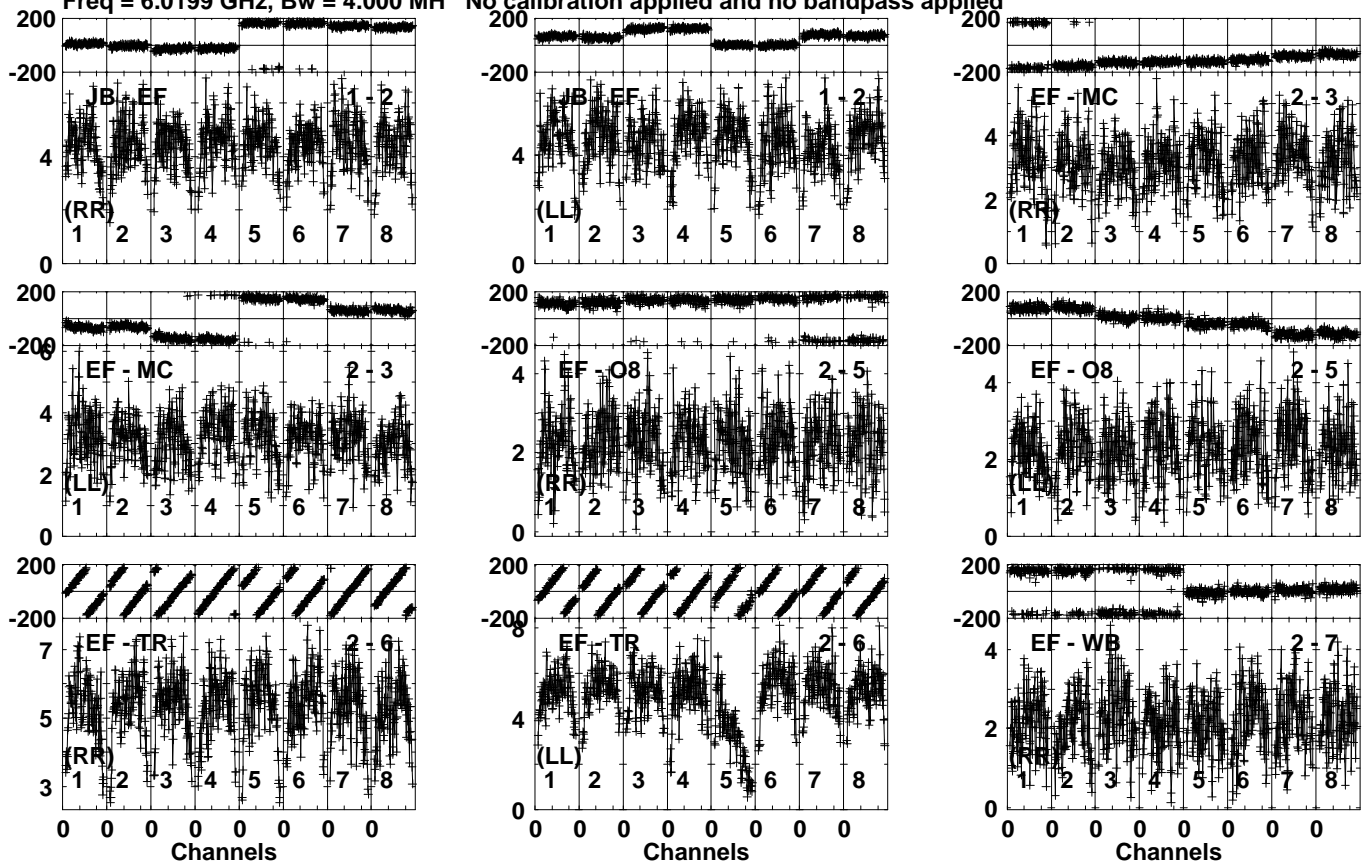 Freq = 6.0199 GHz, Bw = 4.000 MH No calibration applied and no bandpass applied
200 200 200
-200 -200 -200
JB - EF 1 - 2 JB - EF 1 - 2 EF - MC 2 - 3
4 4 4
2
(RR) (LL) (RR)
1 2 3 4 5 6 7 8 1 2 3 4 5 6 7 8 1 2 3 4 5 6 7 8
0 0 0
200 200 200
-200 -200 -200
6
EF - MC 2 - 3 EF - O8 2 - 5 EF - O8 2 - 5
4 4 4
2 2 2
(LL) (RR) (LL)
1 2 3 4 5 6 7 8 1 2 3 4 5 6 7 8 1 2 3 4 5 6 7 8
0 0 0
200 200 200
-200 -200 -200
8
EF - TR 2 - 6 EF - TR 2 - 6 EF - WB 2 - 7
7 4
5 4 2
(RR) (LL) (RR)
1 2 3 4 5 6 7 8 1 2 3 4 5 6 7 8 1 2 3 4 5 6 7 8
3 0 0
0 0 0 0 0 0 0 0 0 0 0 0 0 0 0 0 0 0 0 0 0 0 0 0
Channels Channels Channels